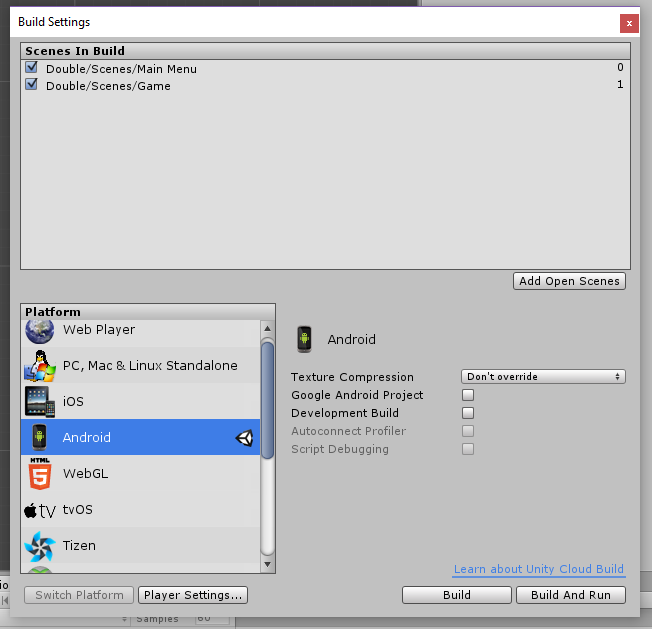 Build Settings
x
Scenes In Build
Double/Scenes/Main Menu 0
Double/Scenes/Game 1
Add Open Scenes
Platform
Web Player
PC, Mac & Linux Standalone
iOS
Android
HTML
5
WebGL
tv
tvOS
Tizen
Android
Texture Compression Don't override
Google Android Project
Development Build
Autoconnect Profiler
Script Debugging
Learn about Unity Cloud Build
Switch Platform Player Settings... Build Build And Run
Samples 60